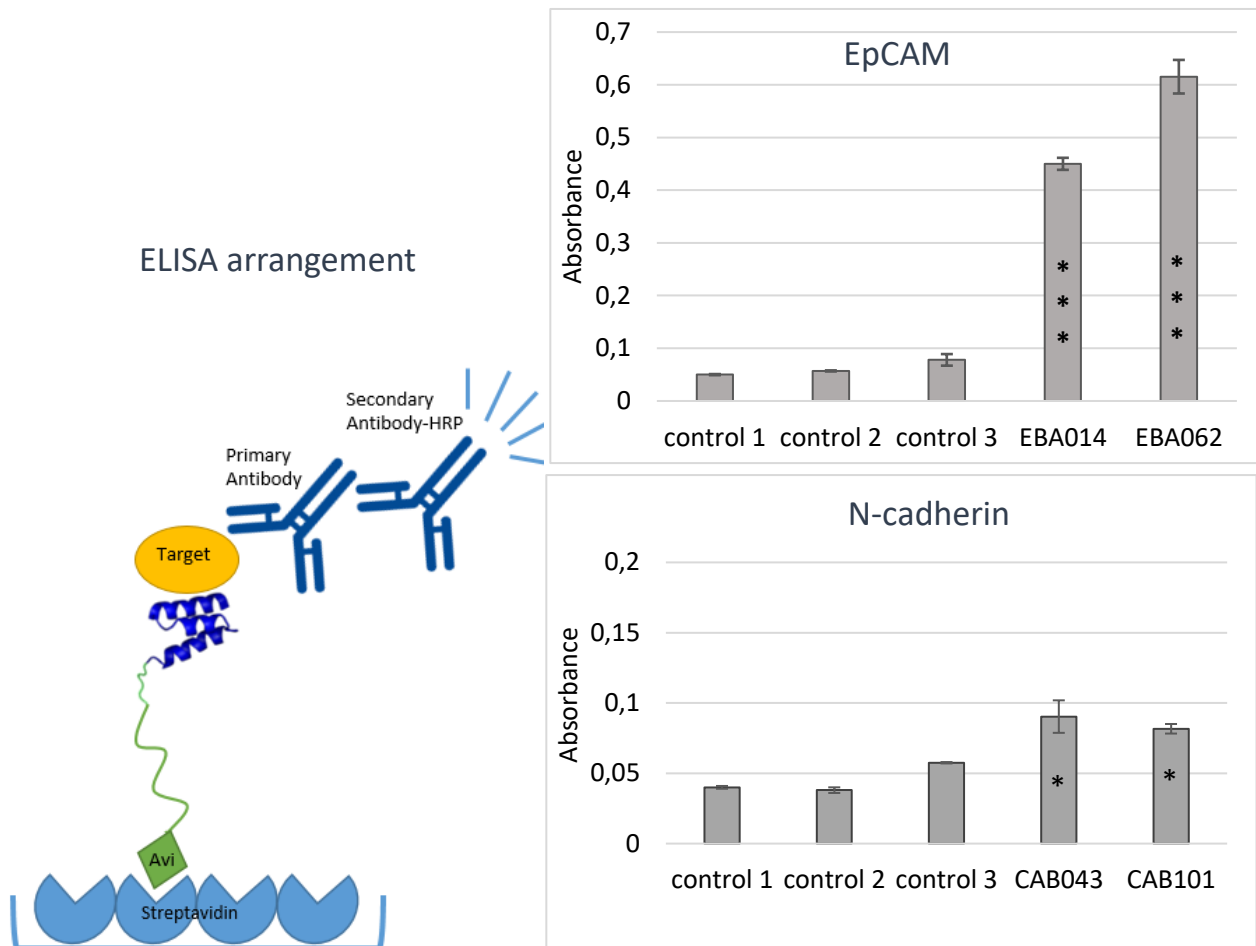 ELISA arrangement
Secondary
Antibody-HRP
Primary
Antibody
Target
Avi
Streptavidin
EpCAM
Absorbance
0,7
0,6
0,5
0,4
0,3
0,2
0,1
0
*
*
*
*
*
*
control 1 control 2 control 3 EBA014 EBA062
N-cadherin
Absorbance
0,2
0,15
0,1
0,05
0
* *
control 1 control 2 control 3 CAB043 CAB101